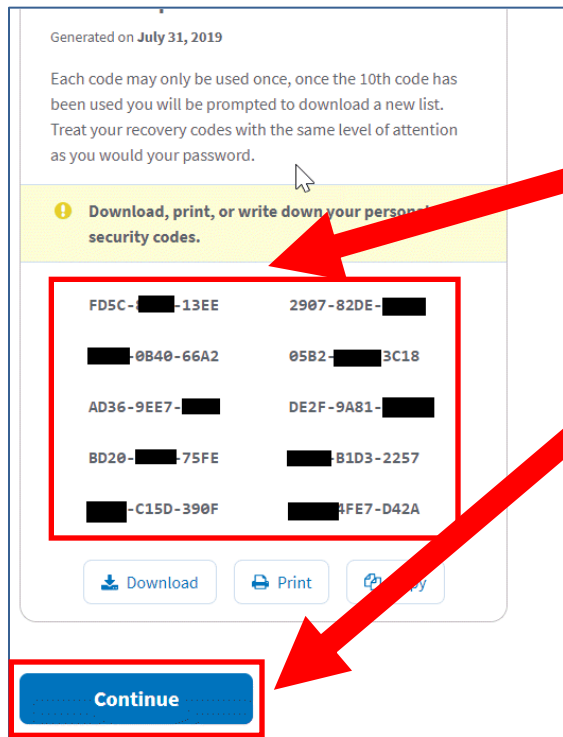 Generated on July 31, 2019
Each code may only be used once, once the 10th code has
been used you will be prompted to download a new list.
Treat your recovery codes with the same level of attention
as you would your password.
Download, print, or write down your
security codes.
FD5C- -13EE 2907-82DE-
-0B40-66A2 05B2- 3C18
AD36-9EE7- DE2F-9A81-
BD20- -75FE -B1D3-2257
-C15D-390F 4FE7-D42A
Download Print
Continue